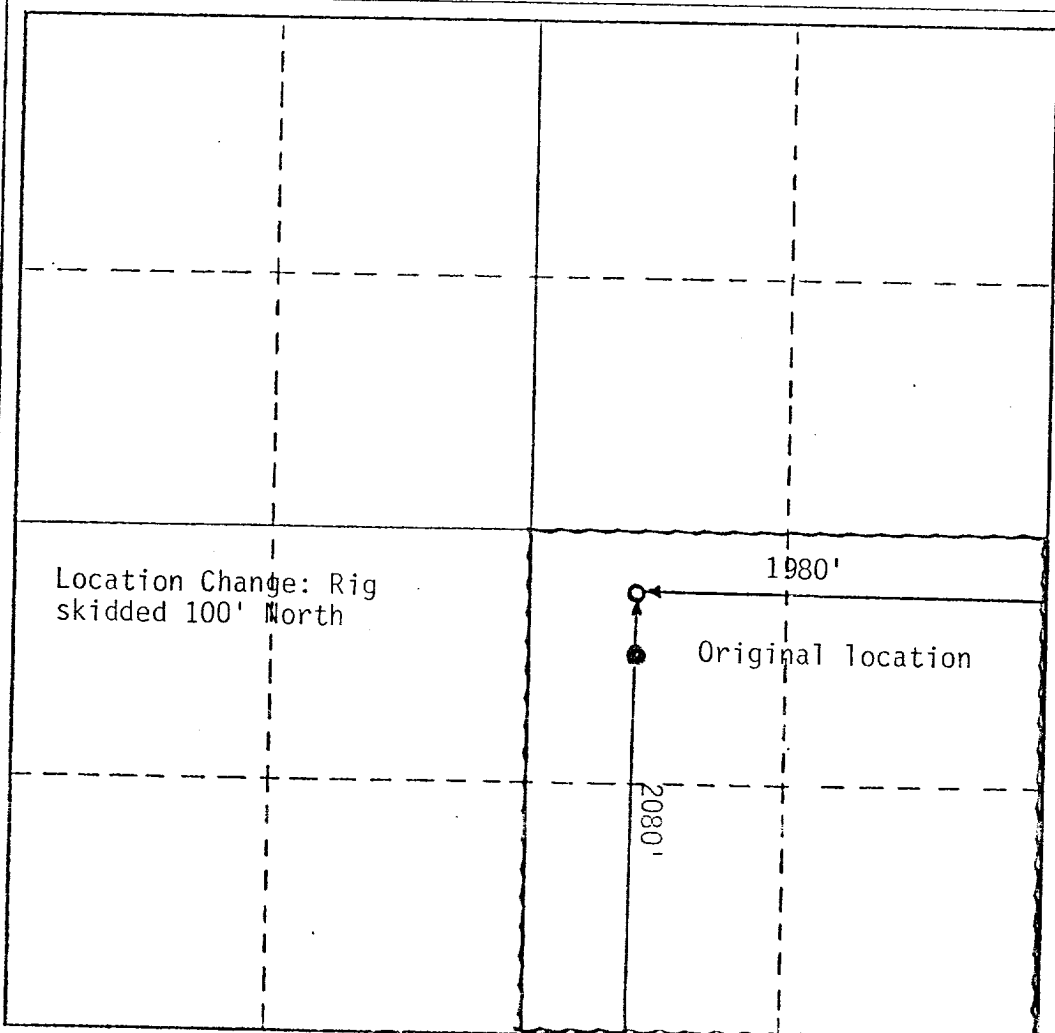 Location Change: Rig
skidded 100' North
1980'
Original location
2080'